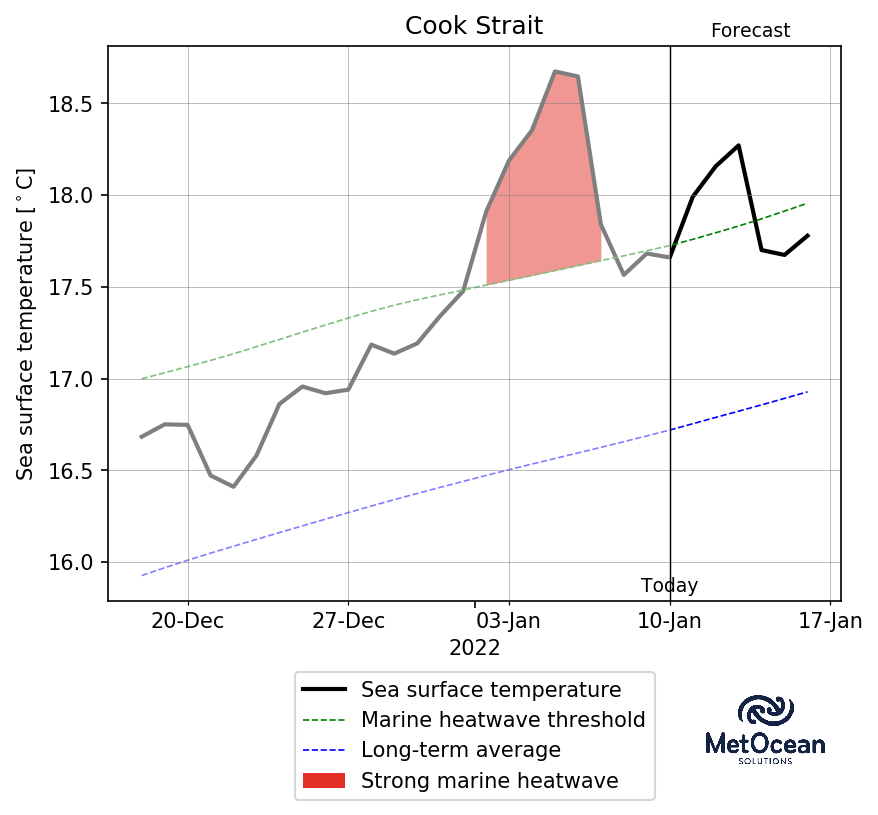 Cook Strait
Forecast
Sea surface temperature [°C]
18.5
18.0
17.5
17.0
16.5
16.0
Today
20-Dec 27-Dec 03-Jan 10-Jan 17-Jan
2022
Sea surface temperature
Marine heatwave threshold
Long-term average
Strong marine heatwave
MetOcean
SOLUTIONS